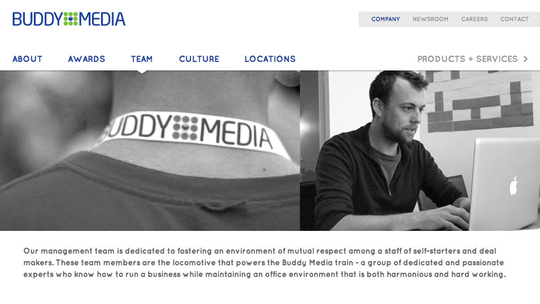 BUDDY MEDIA
COMPANY NEWSROOM CAREERS CONTACT
ABOUT AWARDS TEAM CULTURE LOCATIONS PRODUCTS + SERVICES >
BUDDY MEDIA
Our management team is dedicated to fostering an environment of mutual respect among a staff of self-starters and deal
makers. These team members are the locomotive that powers the Buddy Media train - a group of dedicated and passionate
experts who know how to run a business while maintaining an office environment that is both harmonious and hard working.